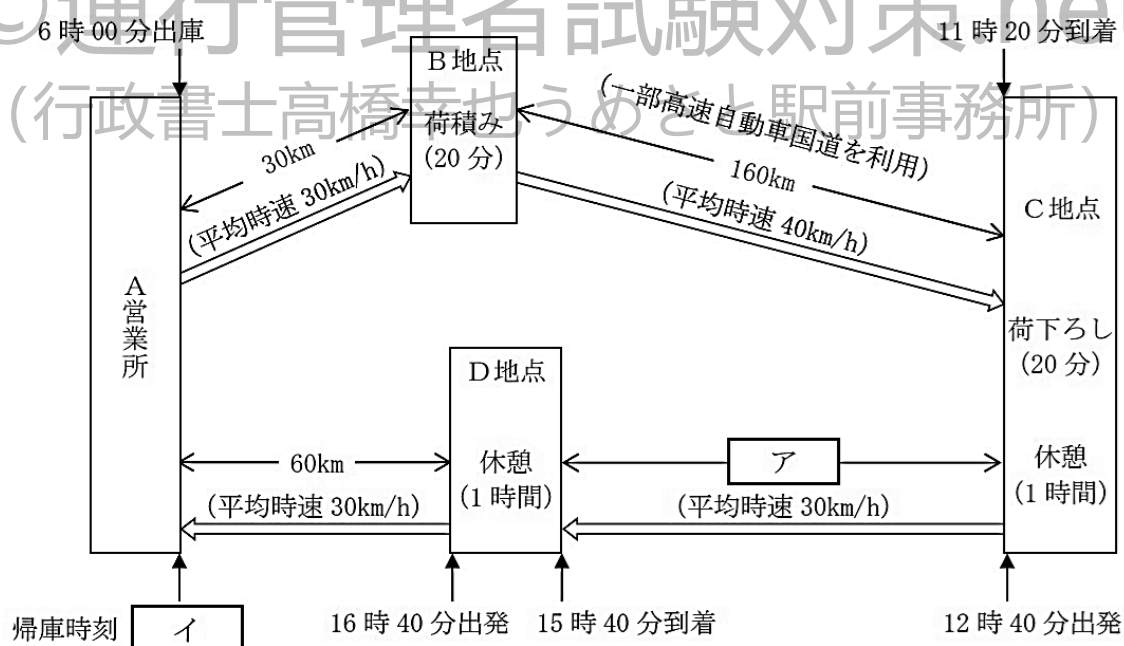 ©運行管理者試験対策.ne
(行政書士高橋幸也うめさと駅前事務所)
6時00分出庫
11時20分到着
B地点
荷積み
(20分)
30km
(平均時速30km/h)
(一部高速自動車国道を利用)
160km
(平均時速40km/h)
A営業所
C地点
荷下ろし
(20分)
休憩
(1時間)
D地点
休憩
(1時間)
60km
(平均時速30km/h)
ア
(平均時速30km/h)
帰庫時刻 イ
16時40分出発
15時40分到着
12時40分出発